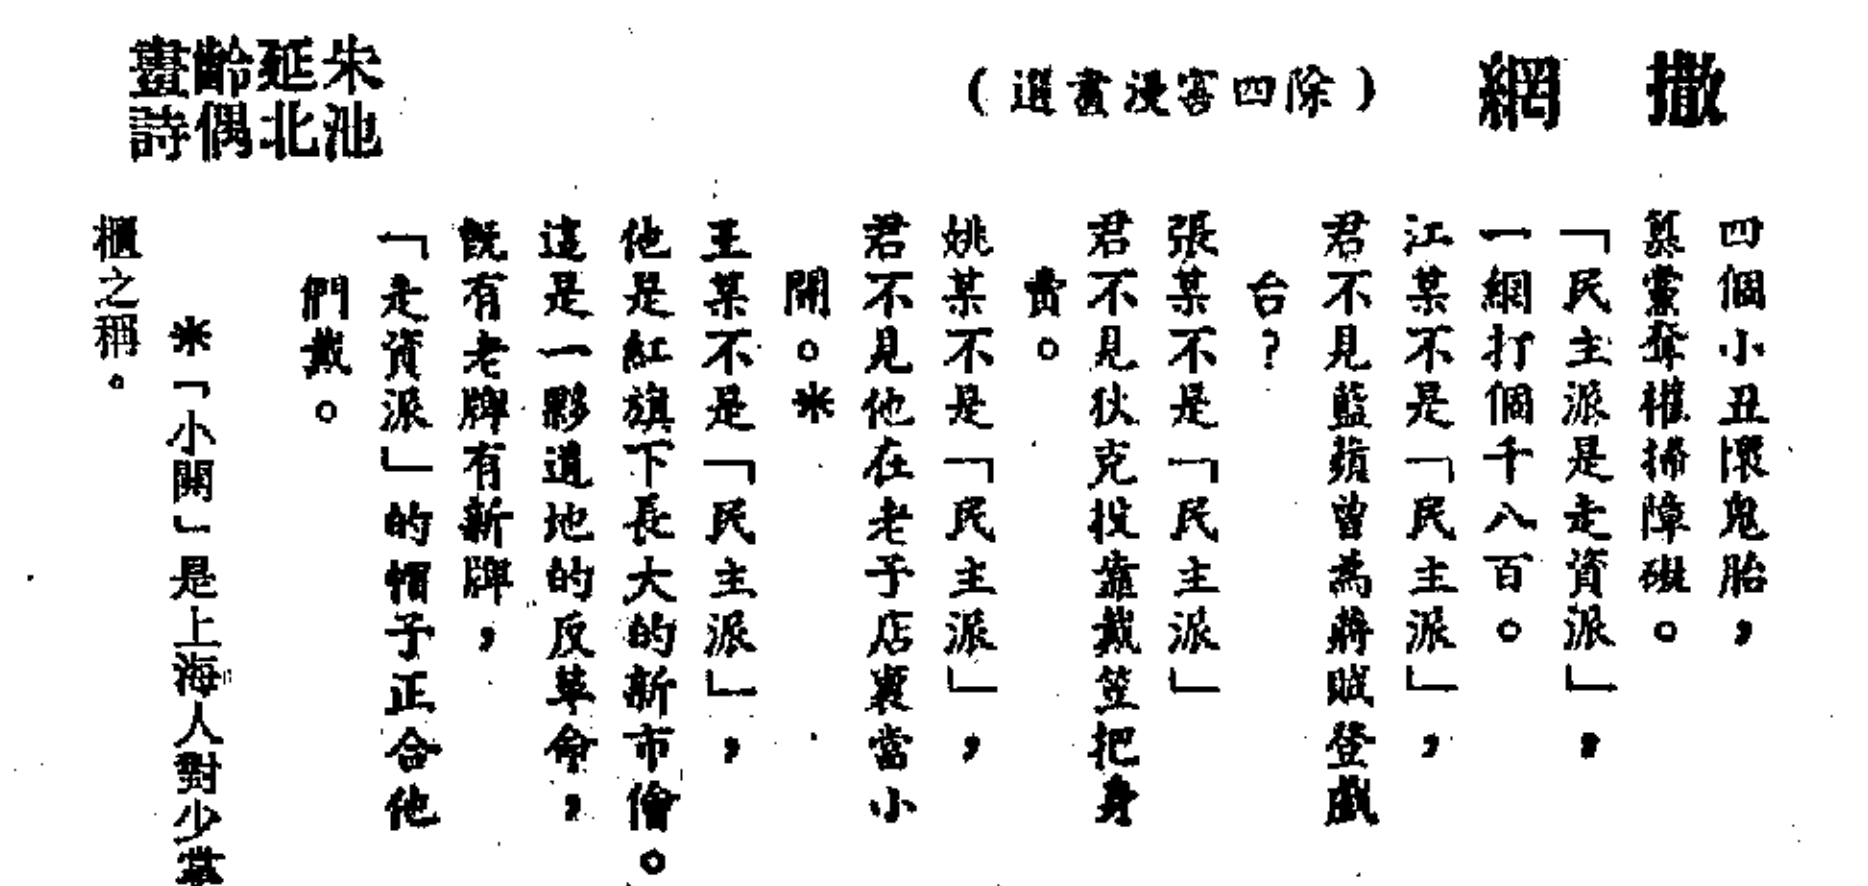 撒網
（除四害漫畫選）
朱延齡畫
池北偶詩
四個小丑懷鬼胎，
篡黨奪權掃障礙。
「民主派是走資派」，
一網打個千八百。
江某不是「民主派」，
君不見藍蘋曾為蔣賊登戲
台？
張某不是「民主派」
君不見狄克投靠戴笠把身
賣。
姚某不是「民主派」，
君不見他在老子店裏當小
開。＊
王某不是「民主派」，
他是紅旗下長大的新市儈。
這是一夥道地的反革命，
既有老牌有新牌，
「走資派」的帽子正合他
們戴。
＊「小開」是上海人對少掌
櫃之稱。